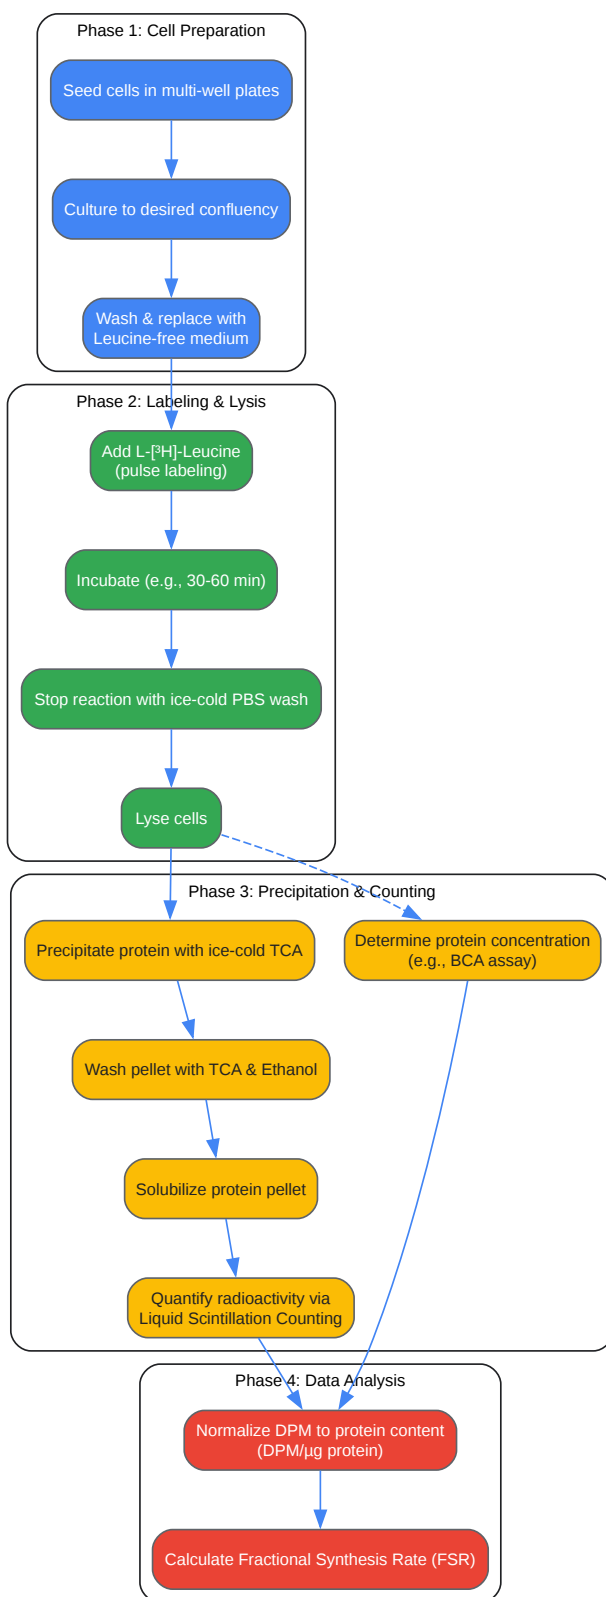 Phase 1: Cell Preparation
Seed cells in multi-well plates
Culture to desired confluency
Wash & replace with
Leucine-free medium
Phase 2: Labeling & Lysis
Add L-[³H]-Leucine
(pulse labeling)
Incubate (e.g., 30-60 min)
Stop reaction with ice-cold PBS wash
Lyse cells
Phase 3: Precipitation & Counting
Precipitate protein with ice-cold TCA
Determine protein concentration
(e.g., BCA assay)
Wash pellet with TCA & Ethanol
Solubilize protein pellet
Quantify radioactivity via
Liquid Scintillation Counting
Phase 4: Data Analysis
Normalize DPM to protein content
(DPM/µg protein)
Calculate Fractional Synthesis Rate (FSR)